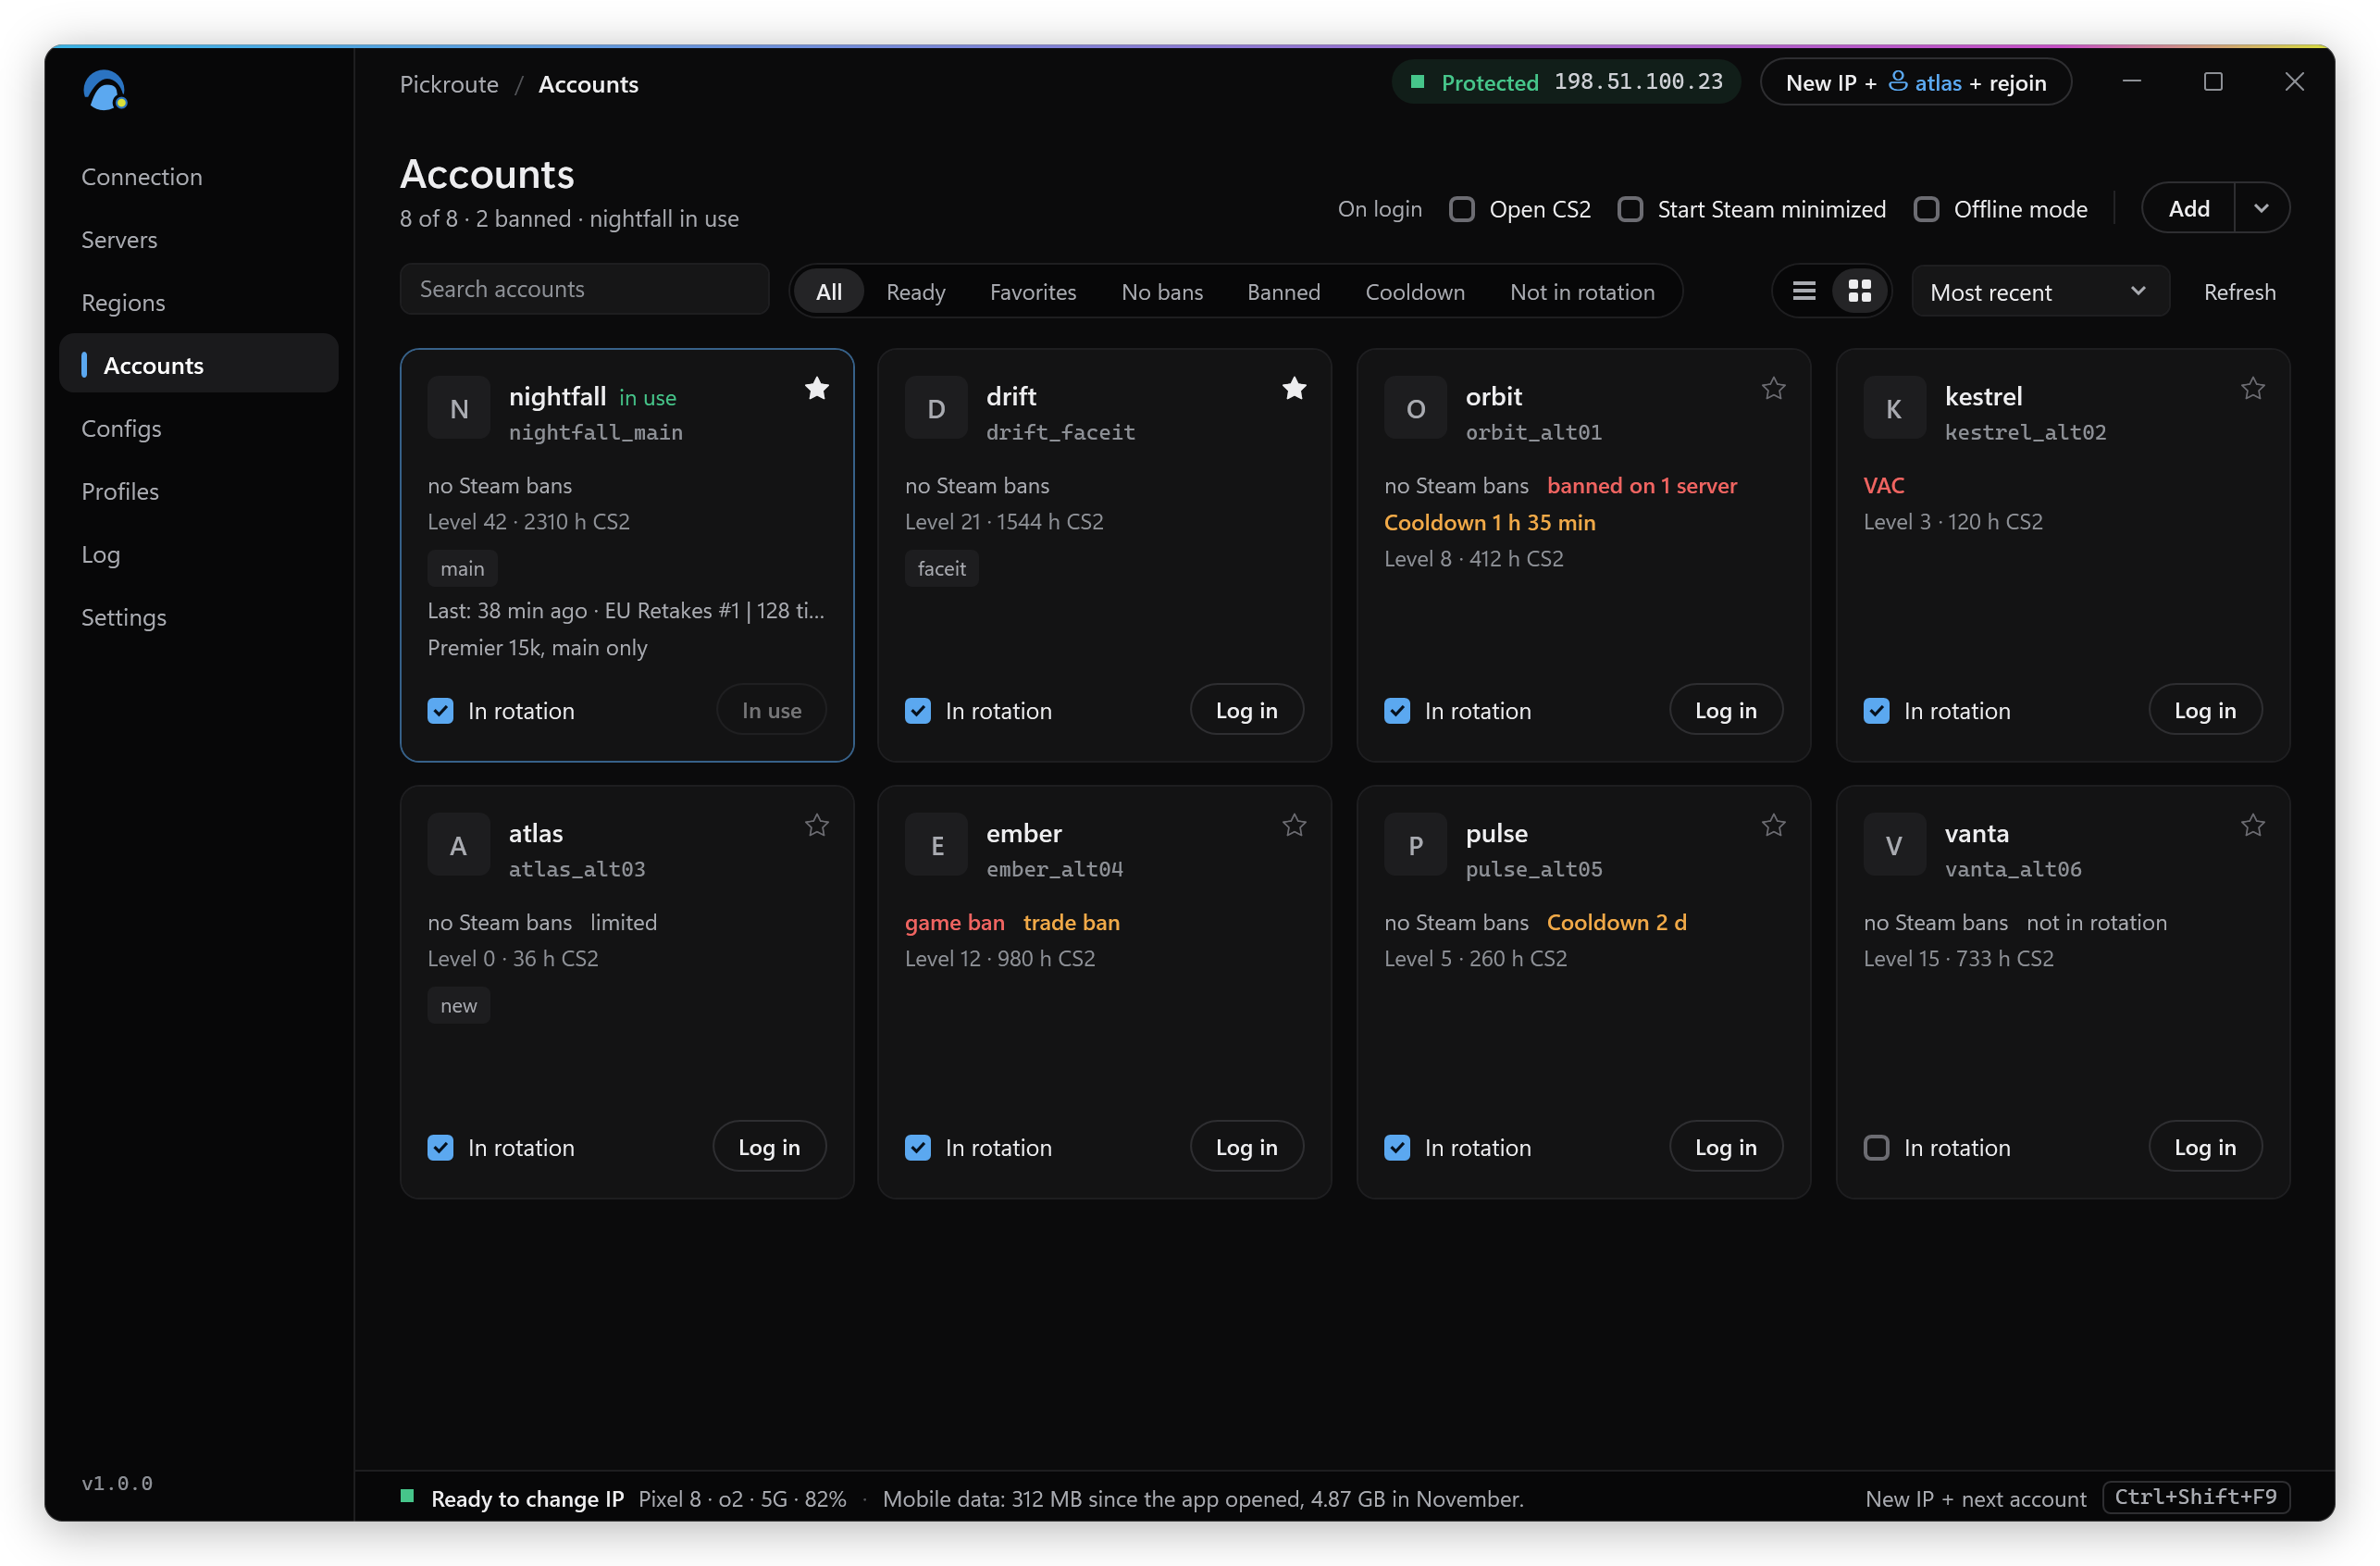 Pickroute / Accounts
Protected 198.51.100.23
New IP + atlas + rejoin
Connection
Servers
Regions
Accounts
Configs
Profiles
Log
Settings
v1.0.0
Accounts
8 of 8 · 2 banned · nightfall in use
On login Open CS2 Start Steam minimized Offline mode Add
Search accounts
All Ready Favorites No bans Banned Cooldown Not in rotation
Most recent Refresh
N
nightfall in use
nightfall_main
no Steam bans
Level 42 · 2310 h CS2
main
Last: 38 min ago · EU Retakes #1 | 128 ti...
Premier 15k, main only
In rotation In use
D
drift
drift_faceit
no Steam bans
Level 21 · 1544 h CS2
faceit
In rotation Log in
O
orbit
orbit_alt01
no Steam bans banned on 1 server
Cooldown 1 h 35 min
Level 8 · 412 h CS2
In rotation Log in
K
kestrel
kestrel_alt02
VAC
Level 3 · 120 h CS2
In rotation Log in
A
atlas
atlas_alt03
no Steam bans limited
Level 0 · 36 h CS2
new
In rotation Log in
E
ember
ember_alt04
game ban trade ban
Level 12 · 980 h CS2
In rotation Log in
P
pulse
pulse_alt05
no Steam bans Cooldown 2 d
Level 5 · 260 h CS2
In rotation Log in
V
vanta
vanta_alt06
no Steam bans not in rotation
Level 15 · 733 h CS2
In rotation Log in
Ready to change IP Pixel 8 · o2 · 5G · 82% · Mobile data: 312 MB since the app opened, 4.87 GB in November.
New IP + next account Ctrl+Shift+F9